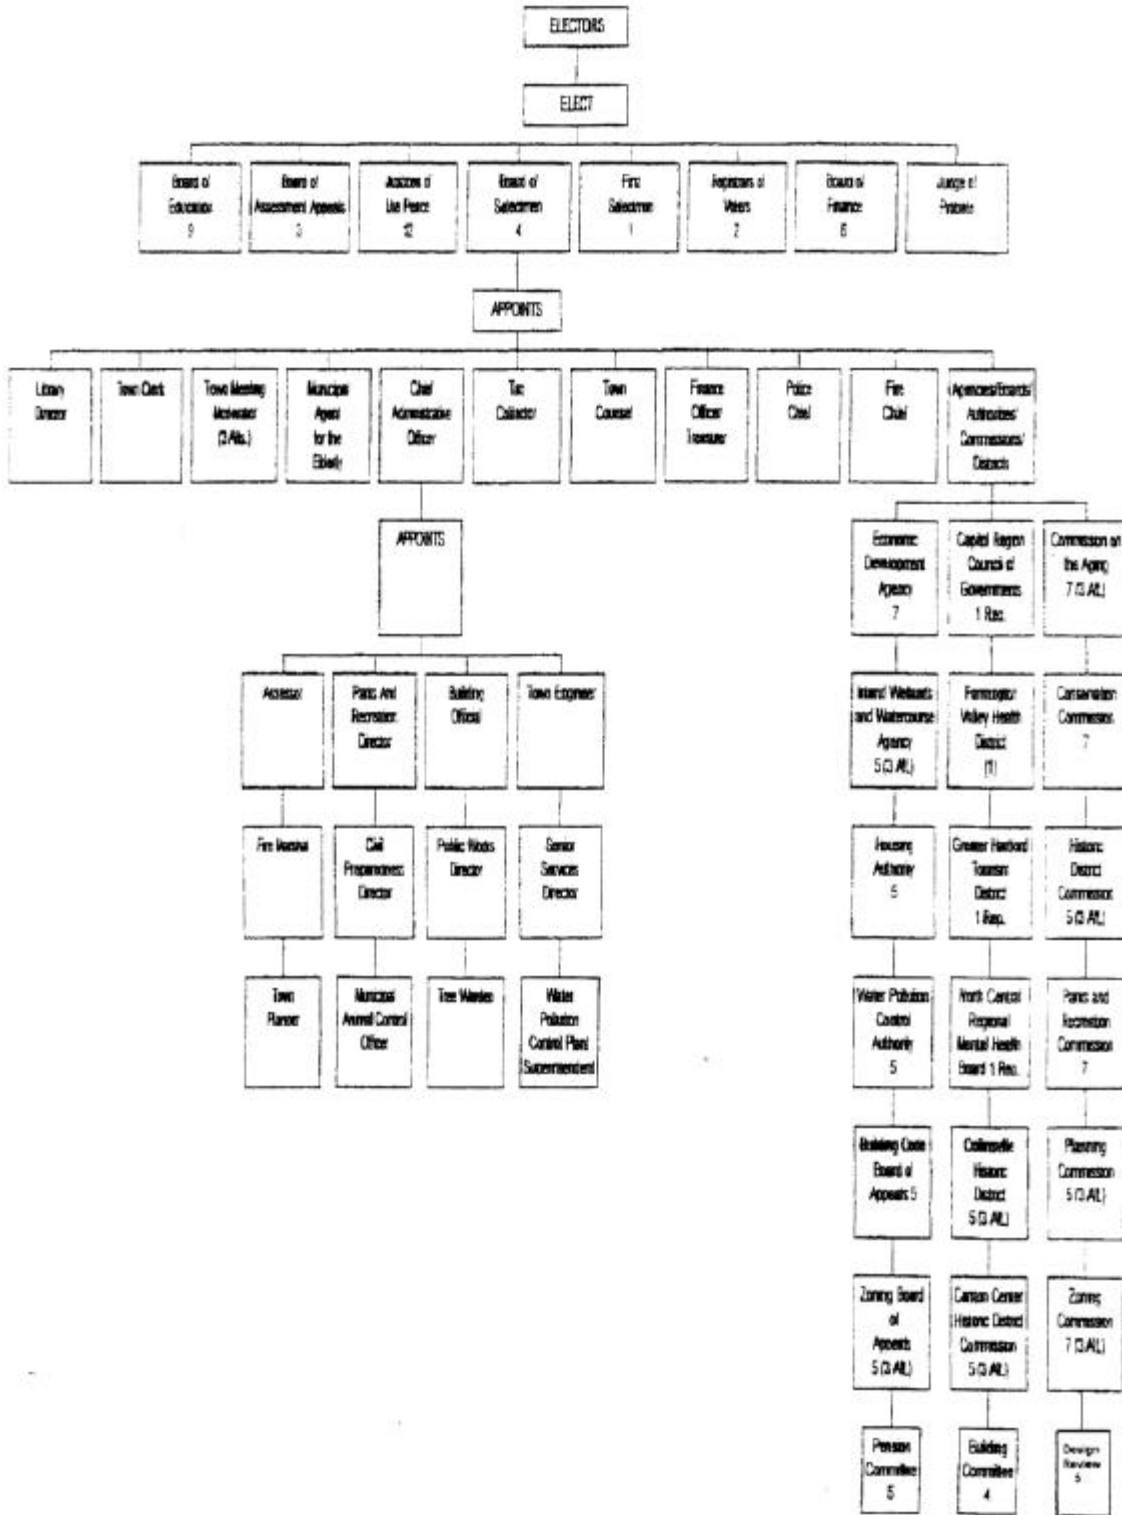 ELECTORS
ELECT
Board of
Education
9
Board of
Assessment Appeals
3
Justices of
the Peace
12
Board of
Selectmen
4
First
Selectman
1
Registrars of
Voters
2
Board of
Finance
6
Judge of
Probate
APPOINTS
Library
Director
Town Clerk
Town Meeting
Moderator
(3 Alts.)
Municipal
Agent
for the
Elderly
Chief
Administrative
Officer
Tax
Collector
Town
Counsel
Finance
Officer
Treasurer
Police
Chief
Fire
Chief
Agencies/Boards/
Authorities/
Commissions/
Districts
APPOINTS
Economic
Development
Agency
7
Capitol Region
Council of
Governments
1 Rep.
Commission on
the Aging
7 (3 Alt.)
Assessor
Parks And
Recreation
Director
Building
Official
Town Engineer
Inland Wetlands
and Watercourse
Agency
5 (3 Alt.)
Farmington
Valley Health
District
(1)
Conservation
Commission
7
Fire Marshal
Civil
Preparedness
Director
Public Works
Director
Senior
Services
Director
Housing
Authority
5
Greater Hartford
Tourism
District
1 Rep.
Historic
District
Commission
5 (3 Alt.)
Town
Planner
Municipal
Animal Control
Officer
Tree Warden
Water
Pollution
Control Plant
Superintendent
Water Pollution
Control
Authority
5
North Central
Regional
Mental Health
Board 1 Rep.
Parks and
Recreation
Commission
7
Building Code
Board of
Appeals 5
Collinsville
Historic
District
5 (3 Alt.)
Planning
Commission
5 (3 Alt.)
Zoning Board
of
Appeals
5 (3 Alt.)
Canton Center
Historic District
Commission
5 (3 Alt.)
Zoning
Commission
7 (3 Alt.)
Pension
Committee
5
Building
Committee
4
Design
Review